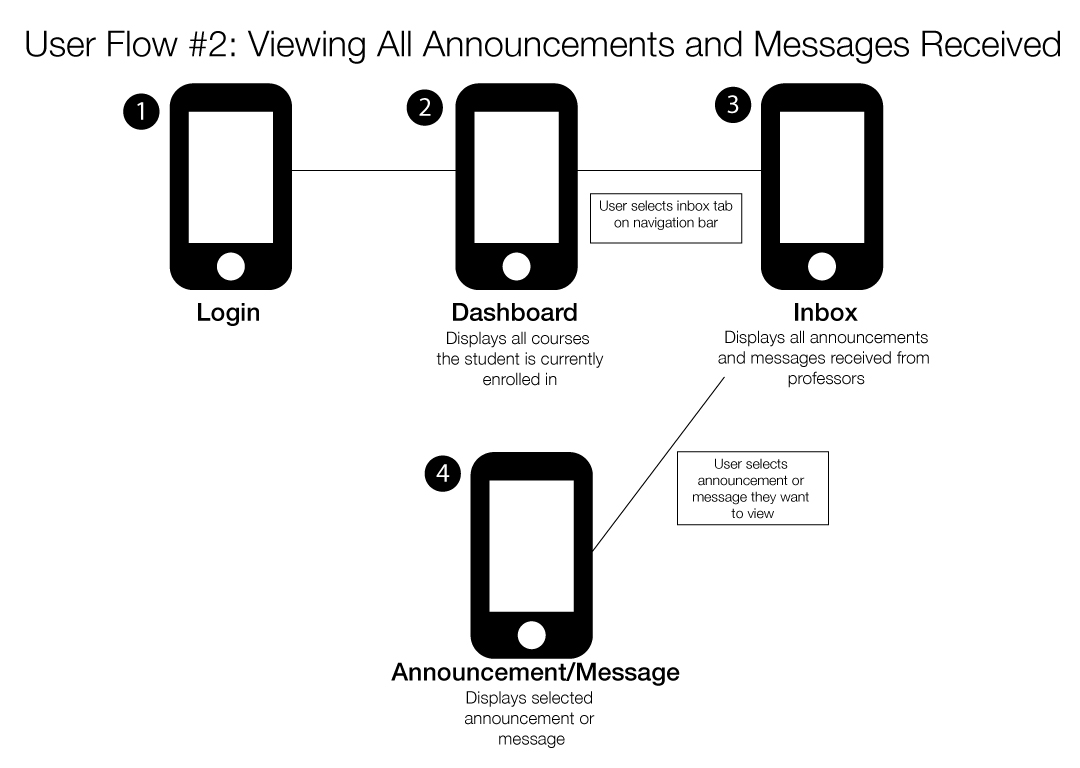 User Flow #2: Viewing All Announcements and Messages Received
1
2
3
User selects inbox tab
on navigation bar
Login
Dashboard
Displays all courses
the student is currently
enrolled in
Inbox
Displays all announcements
and messages received from
professors
4
User selects
announcement or
message they want
to view
Announcement/Message
Displays selected
announcement or
message